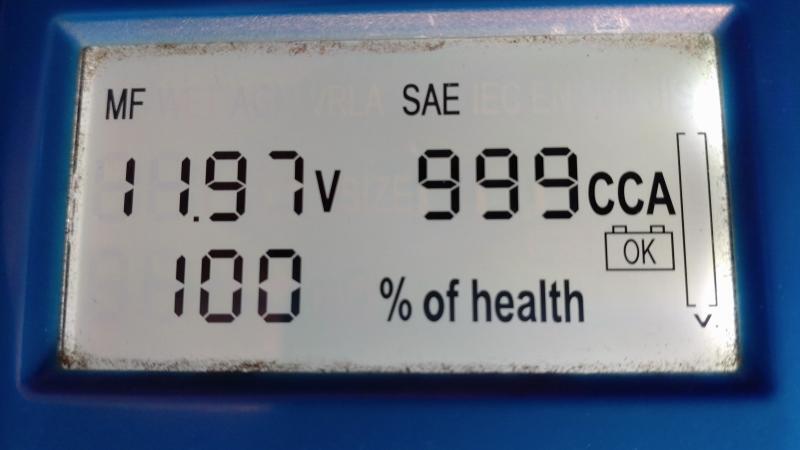 MF SAE
11.97V 999CCA
OK
100 % of health